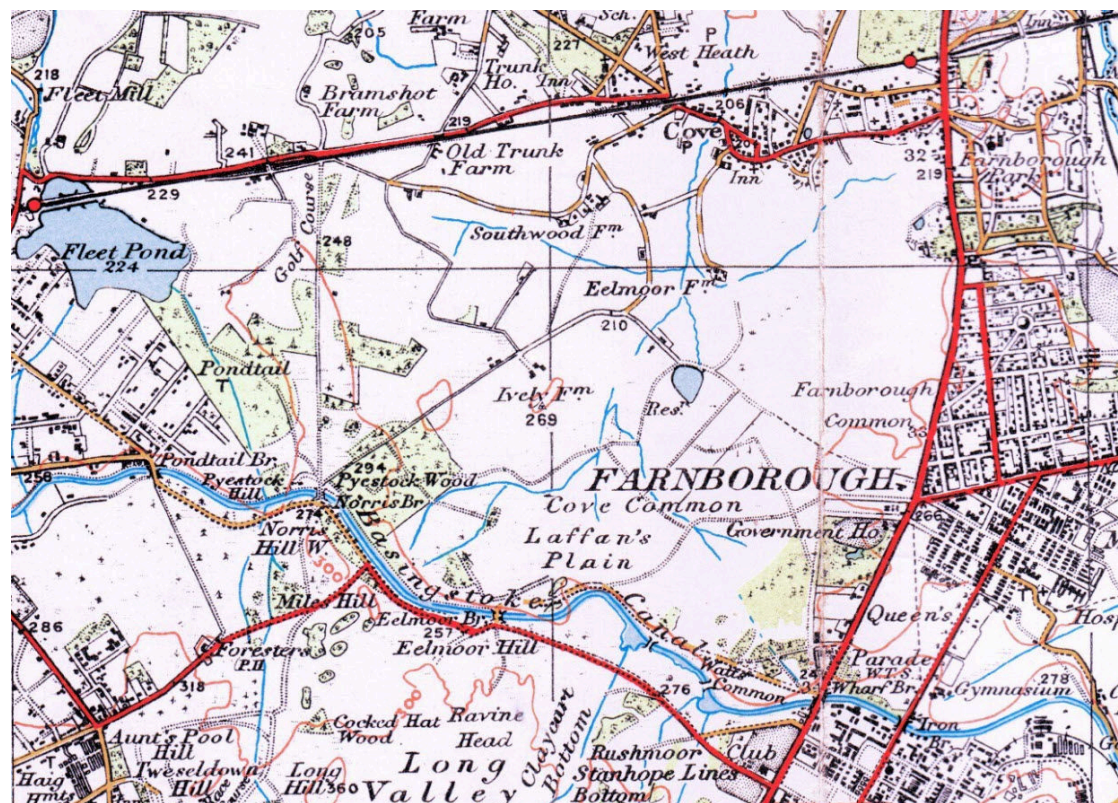 Farm
205
227
Sch.
P
West Heath
Inn
218
Fleet Mill
Bramshot
Farm
Trunk
Ho.
Inn
219
206
Cove
P
Inn
241
Old Trunk
Farm
32
219
Farnborough
Park
229
Golf Course
248
Southwood Fm
Fleet Pond
224
Eelmoor Fm
210
Pondtail
T
Ively Fm
269
Res.
Farnborough
Common
33
Pondtail Br.
258
Pyestock
Hill
294
Pyestock Wood
Norris Br.
274
FARNBOROUGH
Cove Common
266
Norris
Hill W.
300
Laffan's
Plain
Government Ho.
Basingstoke Canal
Miles Hill
Eelmoor Br.
257
Eelmoor Hill
Queen's
Parade
286
Foresters
P.H.
Watts
Common
W.T.S.
Wharf Br.
Gymnasium
278
318
300
276
Iron
Br.
Cocked Hat
Wood
Ravine
Head
Claycart
Bottom
Aunt's Pool
Hill
Tweseldown
Hill
Long
Hill 360
Long
Valley
Rushmoor
Bottom
Club
Stanhope Lines
Haig
Hmts